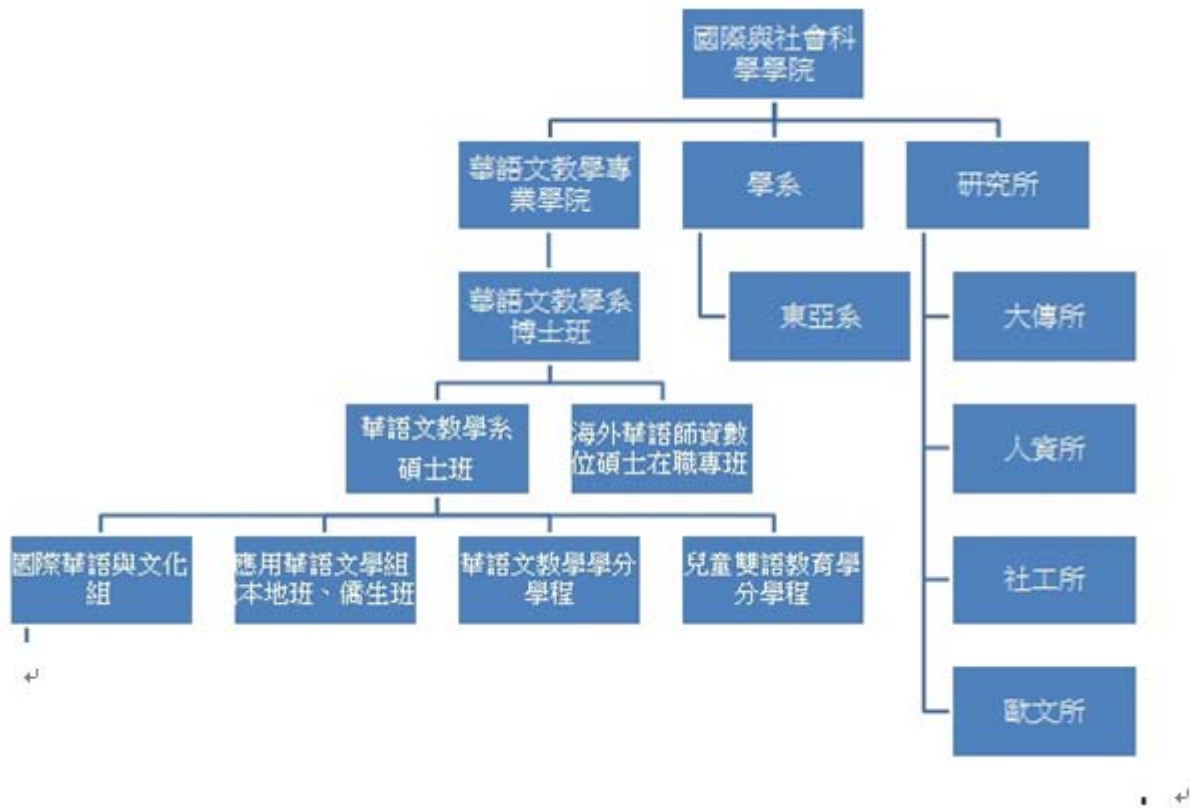 國際與社會科
學學院
華語文教學專
業學院
學系
研究所
華語文教學系
博士班
東亞系
大傳所
華語文教學系
碩士班
海外華語師資數
位碩士在職專班
人資所
國際華語與文化
組
應用華語文學組
(本地班、僑生班
華語文教學學分
學程
兒童雙語教育學
分學程
社工所
歐文所